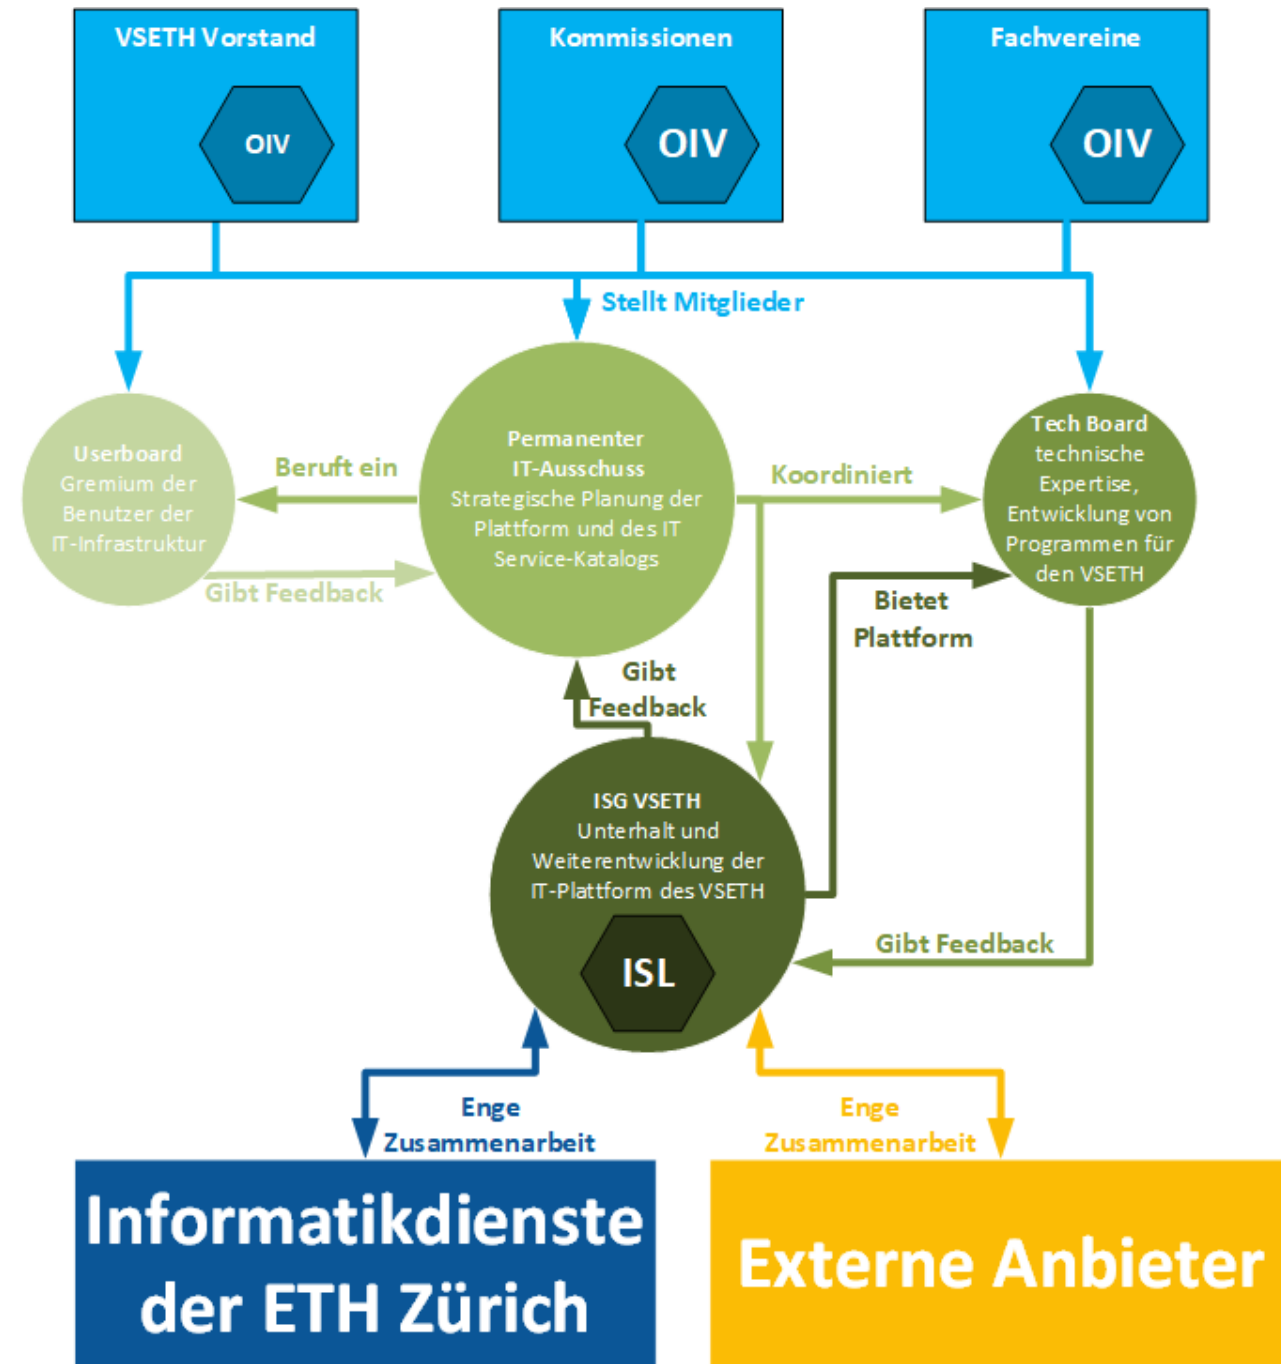 VSETH Vorstand
OIV
Kommissionen
OIV
Fachvereine
OIV
Stellt Mitglieder
Userboard
Gremium der
Benutzer der
IT-Infrastruktur
Beruft ein
Gibt Feedback
Permanenter
IT-Ausschuss
Strategische Planung der
Plattform und des IT
Service-Katalogs
Koordiniert
Tech Board
technische
Expertise,
Entwicklung von
Programmen für
den VSETH
Bietet
Plattform
Gibt
Feedback
ISG VSETH
Unterhalt und
Weiterentwicklung der
IT-Plattform des VSETH
ISL
Gibt Feedback
Enge
Zusammenarbeit
Enge
Zusammenarbeit
Informatikdienste
der ETH Zürich
Externe Anbieter